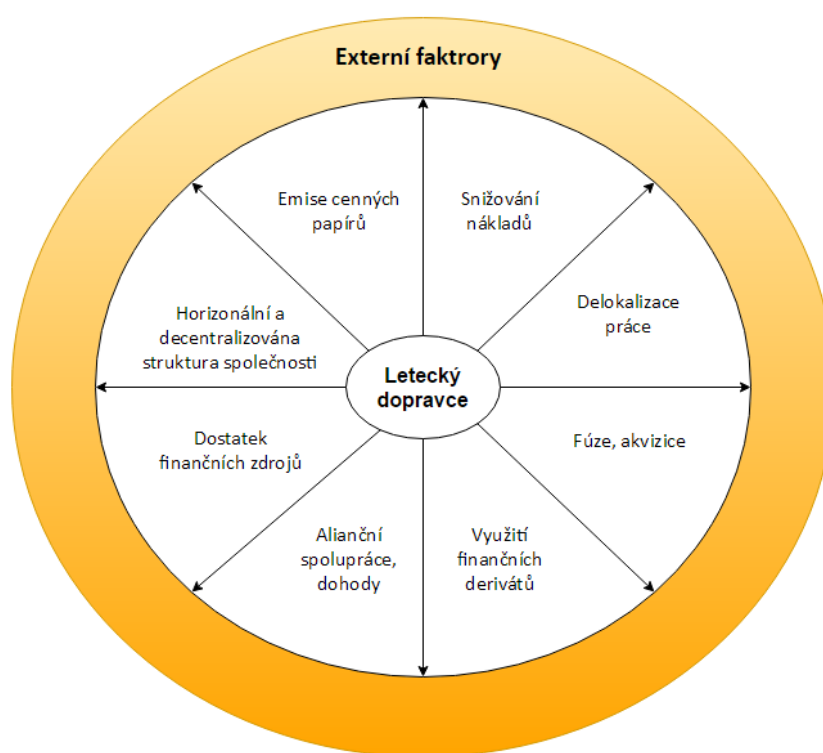 Externí faktrory
Emise cenných
papírů
Snižování
nákladů
Horizonální a
decentralizována
struktura společnosti
Delokalizace
práce
Letecký
dopravce
Dostatek
finančních zdrojů
Fúze, akvizice
Alianční
spolupráce,
dohody
Využití
finančních
derivátů